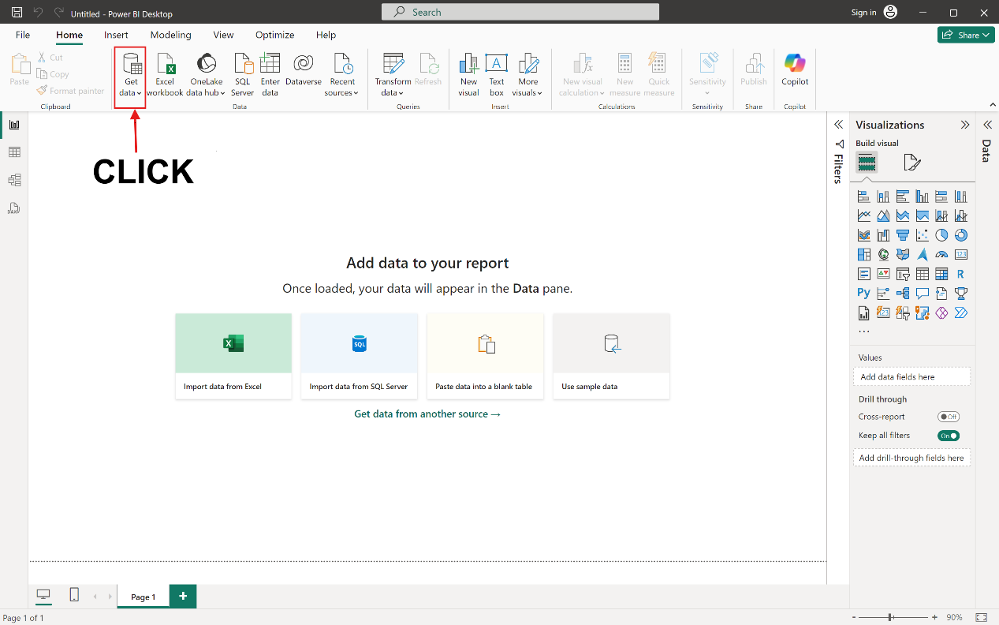 Untitled - Power BI Desktop
Search
Sign in
File Home Insert Modeling View Optimize Help
Share
Paste
Cut
Copy
Format painter
Clipboard
Get data
Excel workbook
OneLake data hub
SQL Server
Enter data
Dataverse
Recent sources
Data
Transform data
Refresh
Queries
New visual
Text box
More visuals
Insert
New visual calculation
New measure
Quick measure
Calculations
Sensitivity
Sensitivity
Publish
Share
Copilot
Copilot
CLICK
DAX
Add data to your report
Once loaded, your data will appear in the Data pane.
SQL
Import data from Excel
Import data from SQL Server
Paste data into a blank table
Use sample data
Get data from another source →
Filters
Visualizations
Build visual
123
R
Py
123
...
Values
Add data fields here
Drill through
Cross-report
Off
Keep all filters
On
Add drill-through fields here
Data
Page 1
+
Page 1 of 1
- + 90%